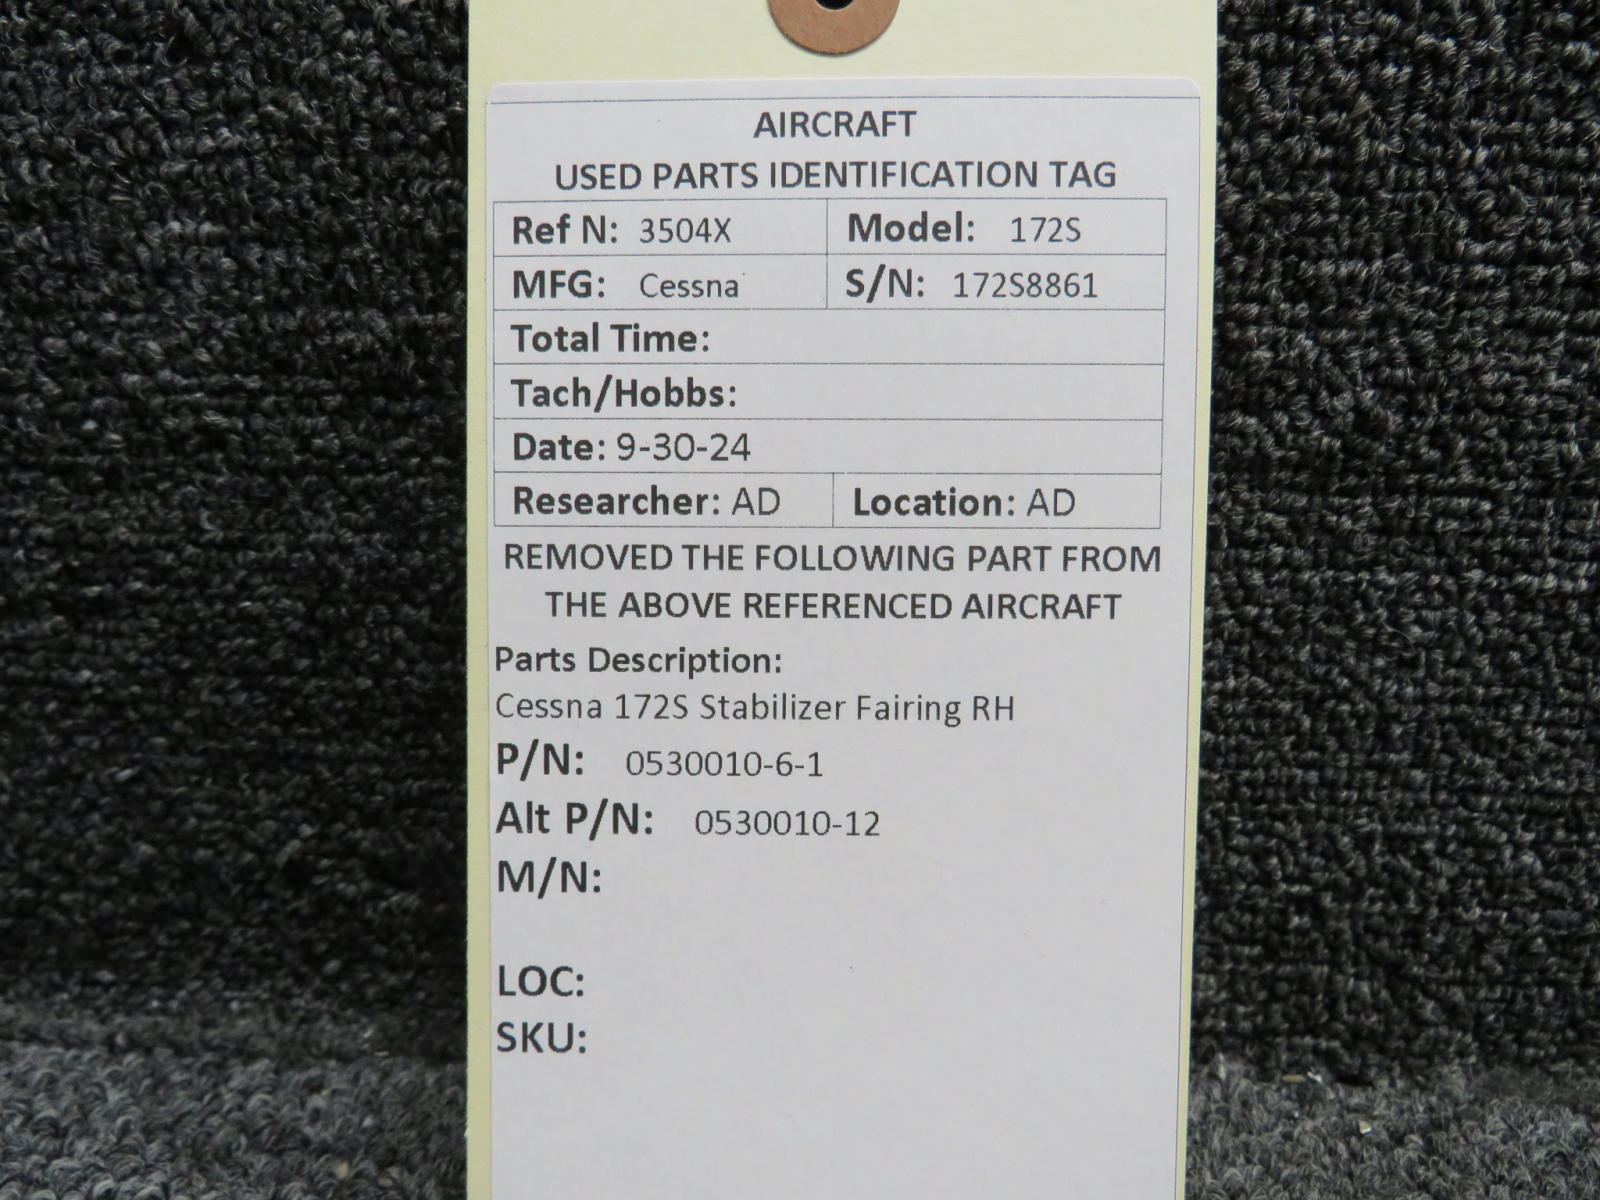 AIRCRAFT
USED PARTS IDENTIFICATION TAG
Ref N: 3504X Model: 172S
MFG: Cessna S/N: 172S8861
Total Time:
Tach/Hobbs:
Date: 9-30-24
Researcher: AD Location: AD
REMOVED THE FOLLOWING PART FROM
THE ABOVE REFERENCED AIRCRAFT
Parts Description:
Cessna 172S Stabilizer Fairing RH
P/N: 0530010-6-1
Alt P/N: 0530010-12
M/N:
LOC:
SKU: